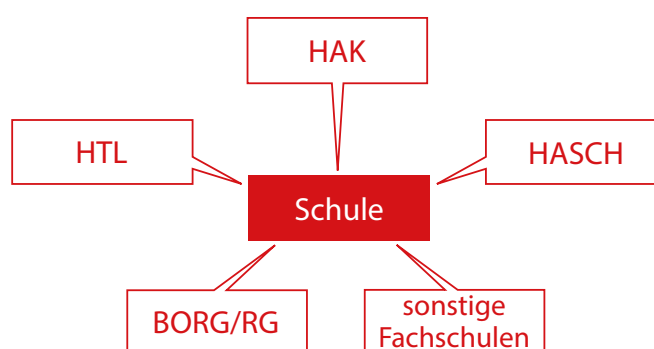 HAK
HTL
HASCH
Schule
BORG/RG
sonstige
Fachschulen